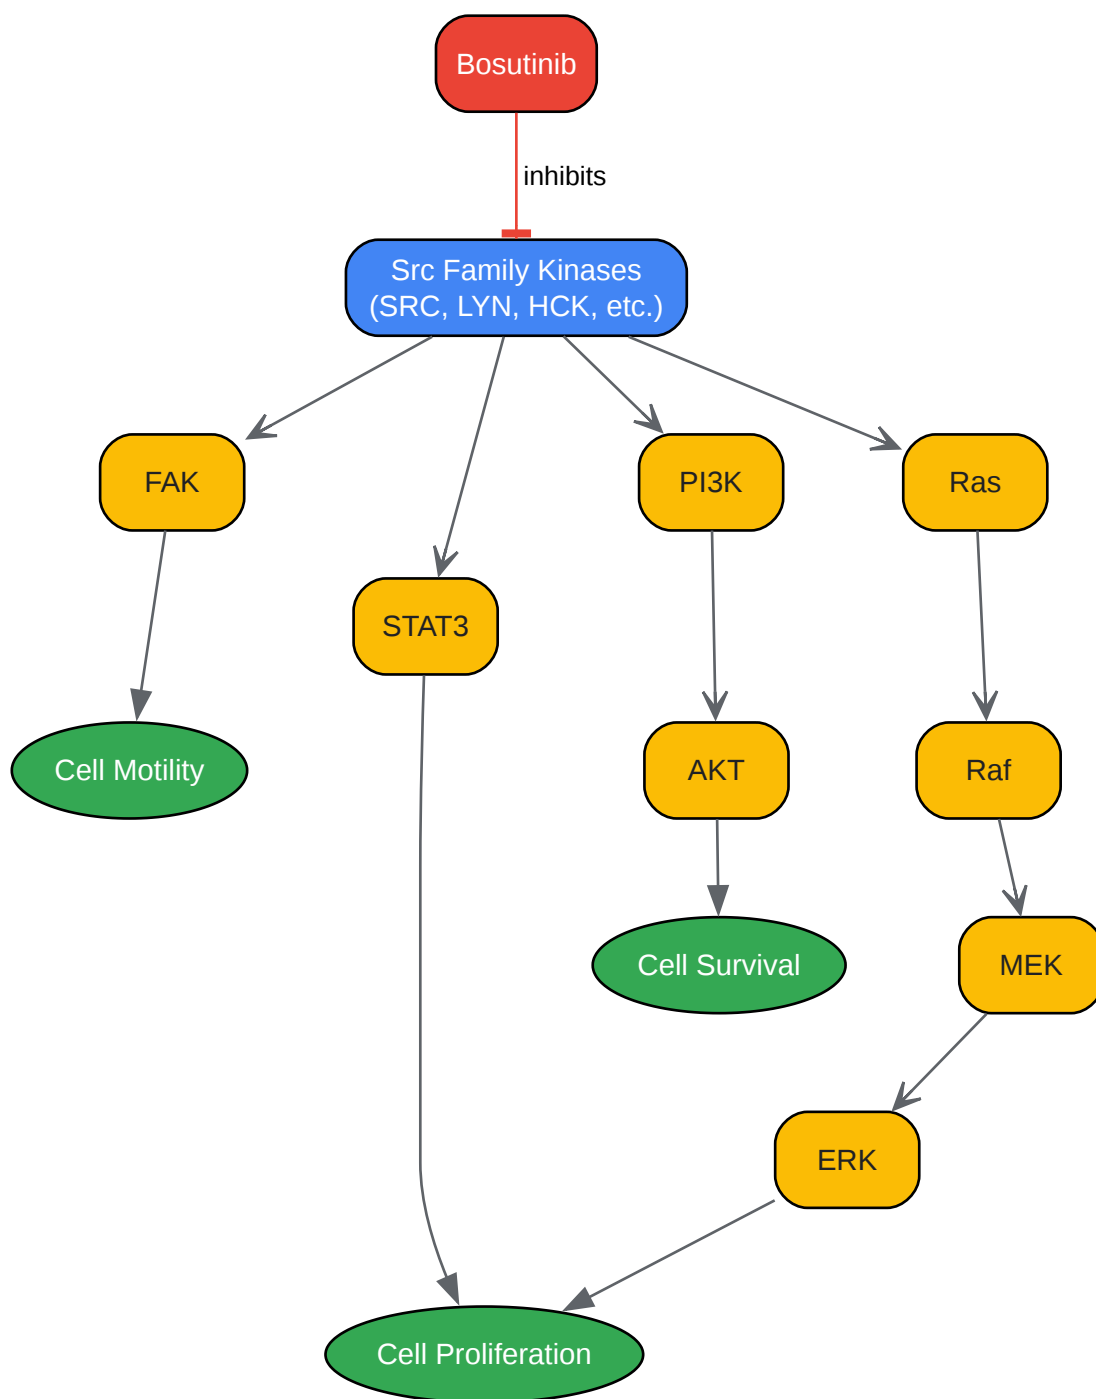 Bosutinib
inhibits
Src Family Kinases
(SRC, LYN, HCK, etc.)
FAK
PI3K
Ras
STAT3
Cell Motility
AKT
Raf
Cell Survival
MEK
ERK
Cell Proliferation